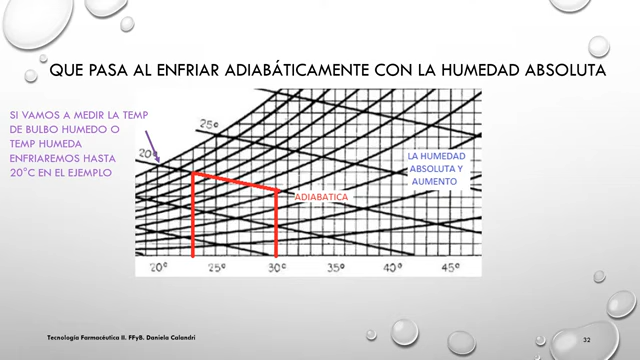 QUE PASA AL ENFRIAR ADIABÁTICAMENTE CON LA HUMEDAD ABSOLUTA
SI VAMOS A MEDIR LA TEMP
DE BULBO HUMEDO O
TEMP HUMEDA
ENFRIAREMOS HASTA
20°C EN EL EJEMPLO
25°
20°
LA HUMEDAD
ABSOLUTA Y
AUMENTO
ADIABATICA
20° 25° 30° 35° 40° 45°
Tecnología Farmacéutica II. FFyB. Daniela Calandri
32